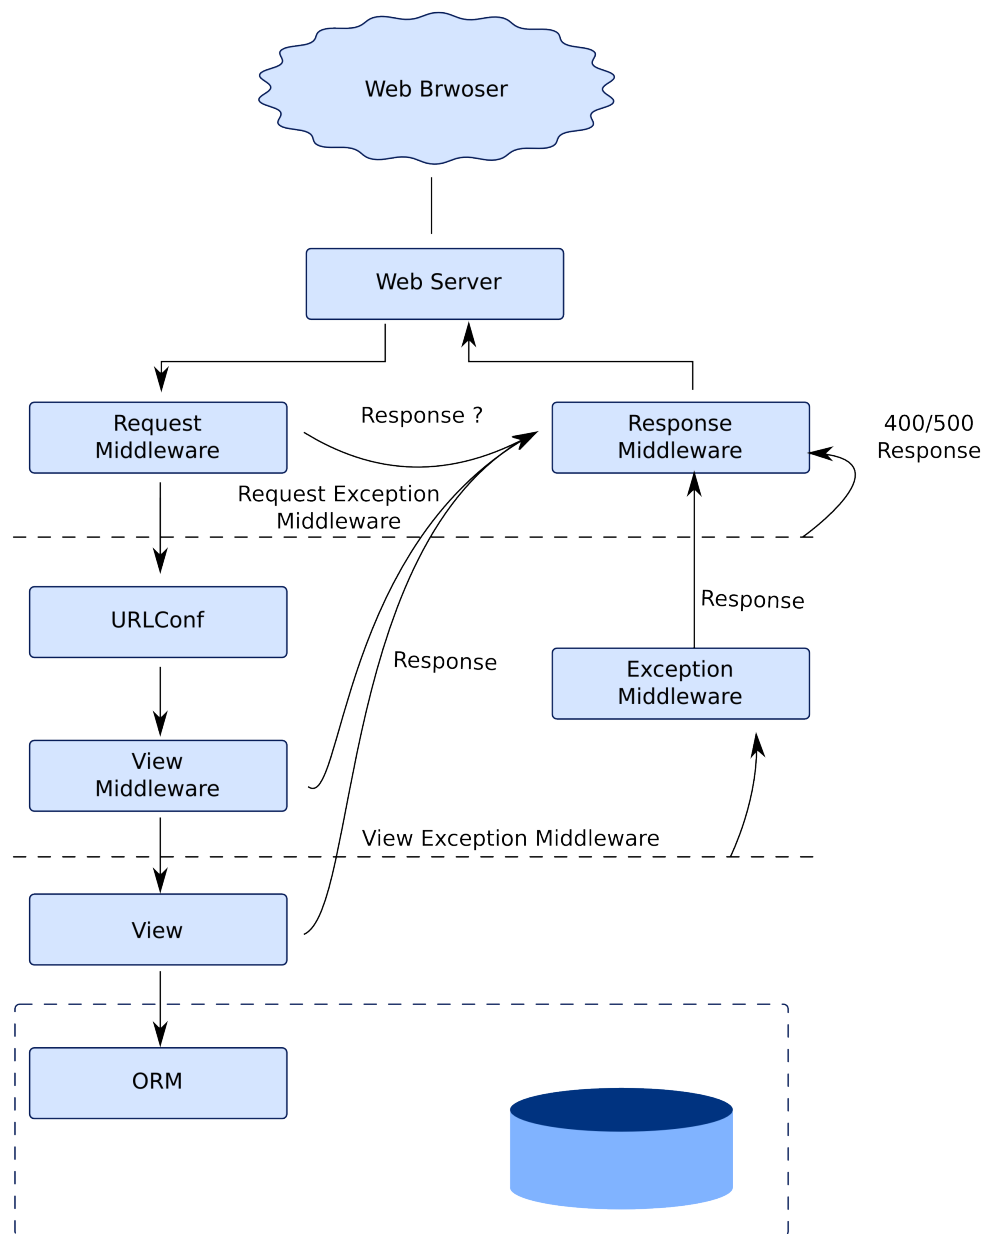 Web Brwoser
Web Server
Request
Middleware
Response ?
Response
Middleware
400/500
Response
Request Exception
Middleware
URLConf
Response
Response
Exception
Middleware
View
Middleware
View Exception Middleware
View
ORM